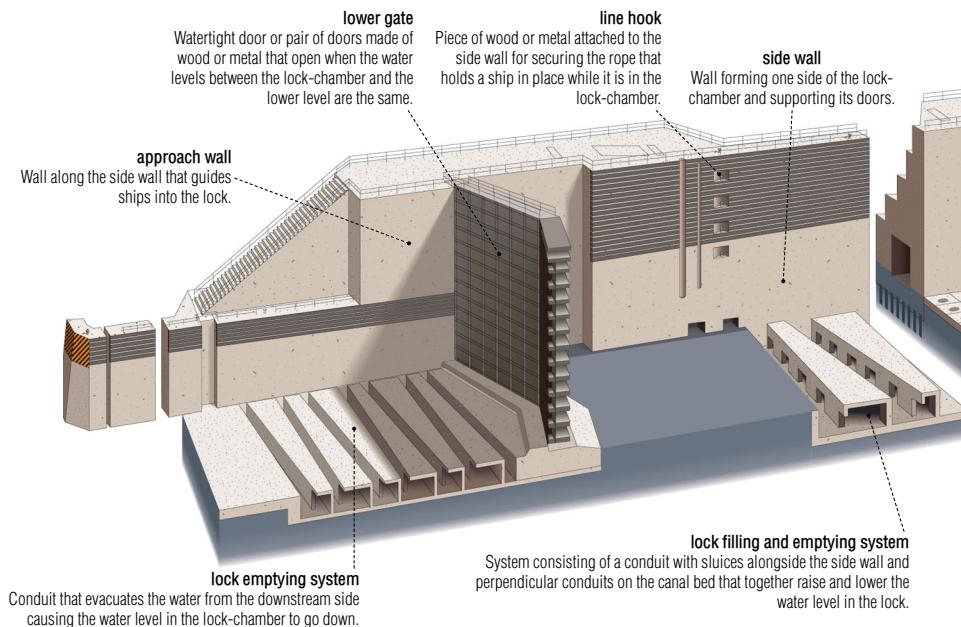 lower gate
Watertight door or pair of doors made of
wood or metal that open when the water
levels between the lock-chamber and the
lower level are the same.
line hook
Piece of wood or metal attached to the
side wall for securing the rope that
holds a ship in place while it is in the
lock-chamber.
side wall
Wall forming one side of the lock-
chamber and supporting its doors.
approach wall
Wall along the side wall that guides
ships into the lock.
lock emptying system
Conduit that evacuates the water from the downstream side
causing the water level in the lock-chamber to go down.
lock filling and emptying system
System consisting of a conduit with sluices alongside the side wall and
perpendicular conduits on the canal bed that together raise and lower the
water level in the lock.